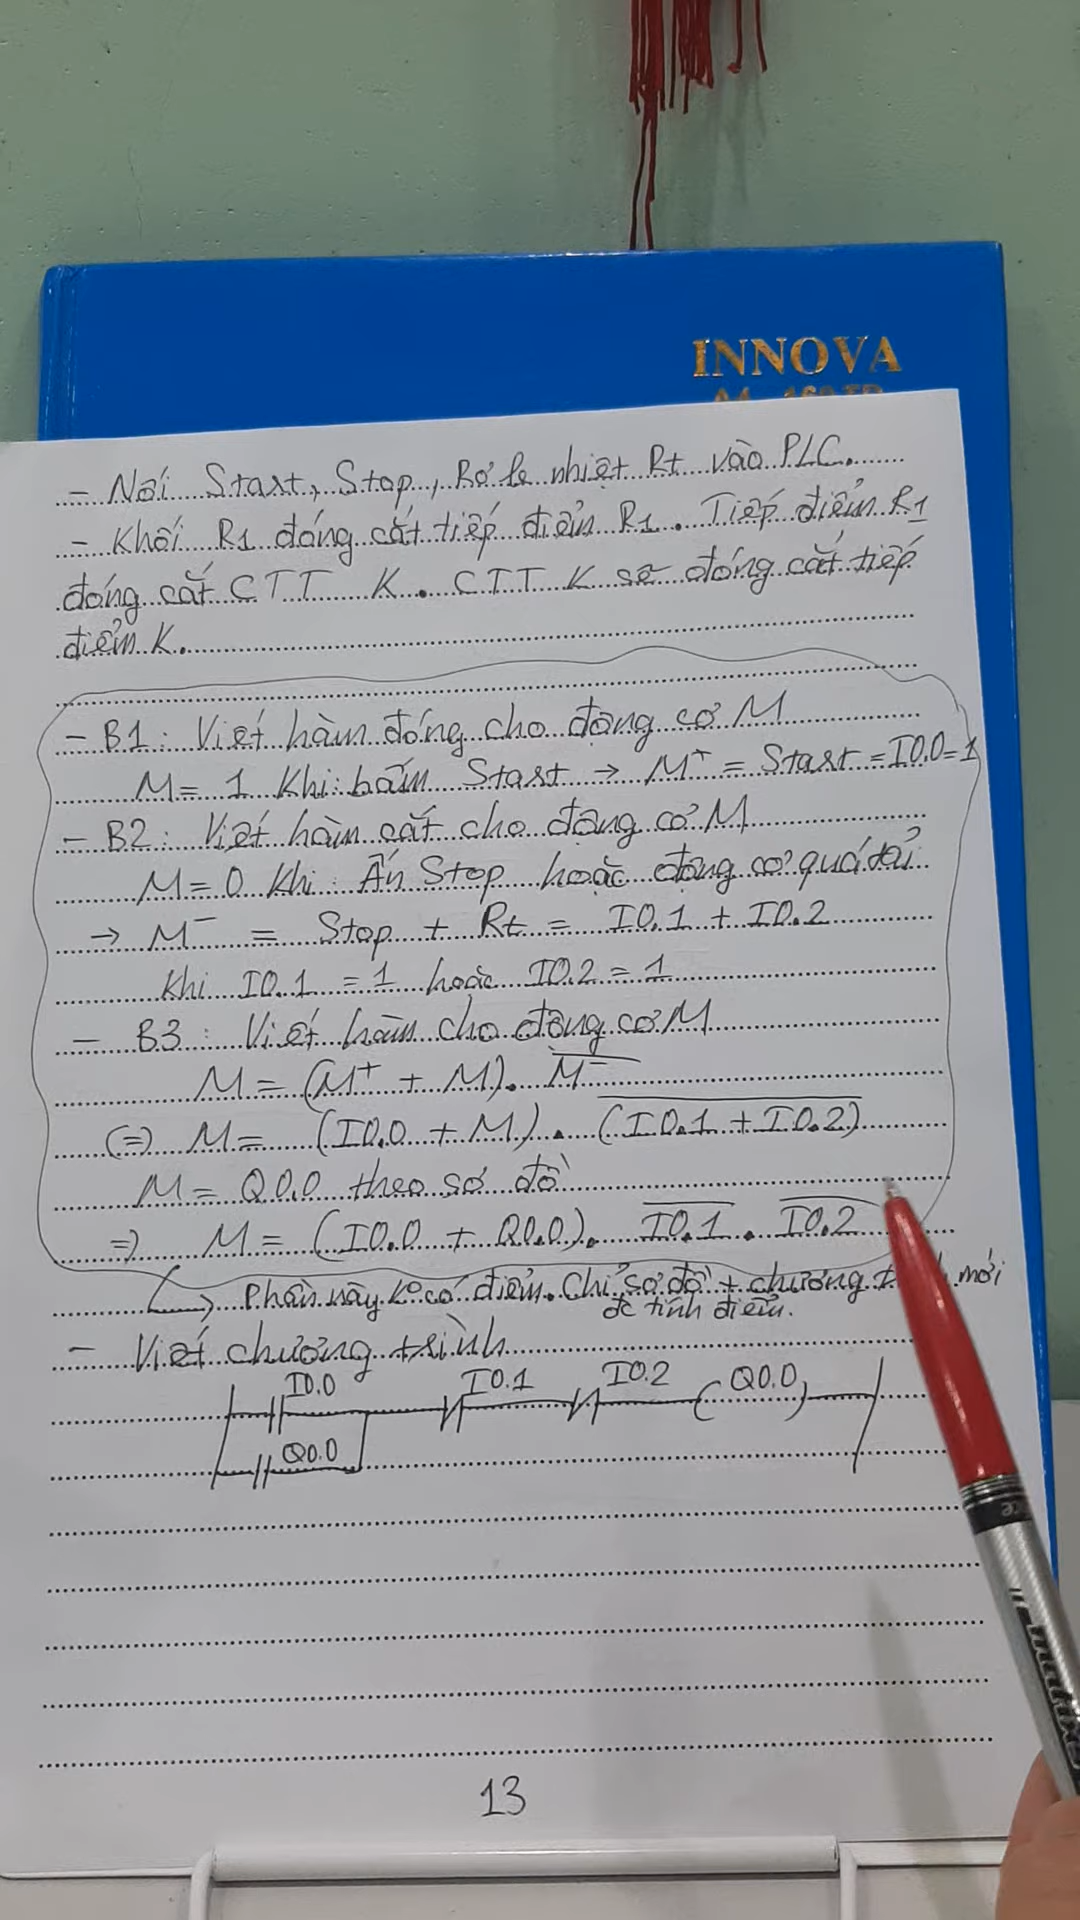 INNOVA
- Nối Start, Stop, Rơ le nhiệt Rt vào PLC.
- Khối R1 đóng cắt tiếp điểm R1. Tiếp điểm R1
đóng cắt CTT K. CTT K sẽ đóng cắt tiếp
điểm K.
- B1: Viết hàm đóng cho động cơ M
M = 1 Khi: bấm Start → M⁺ = Start = I0.0 = 1
- B2: Viết hàm cắt cho động cơ M
M = 0 Khi: Ấn Stop hoặc động cơ quá tải
→ M⁻ = Stop + Rt = I0.1 + I0.2
Khi I0.1 = 1 hoặc I0.2 = 1
- B3: Viết hàm cho động cơ M
M = (M⁺ + M). M̅⁻
(=) M = (I0.0 + M). \overline{(I0.1 + I0.2)}
M = Q0.0 theo sơ đồ
=) M = (I0.0 + Q0.0). \overline{I0.1} . \overline{I0.2}
→ Phần này ko có điểm. Chỉ sơ đồ + chương mới
đc tính điểm.
- Viết chương trình
I0.0 I0.1 I0.2 Q0.0
Q0.0
13